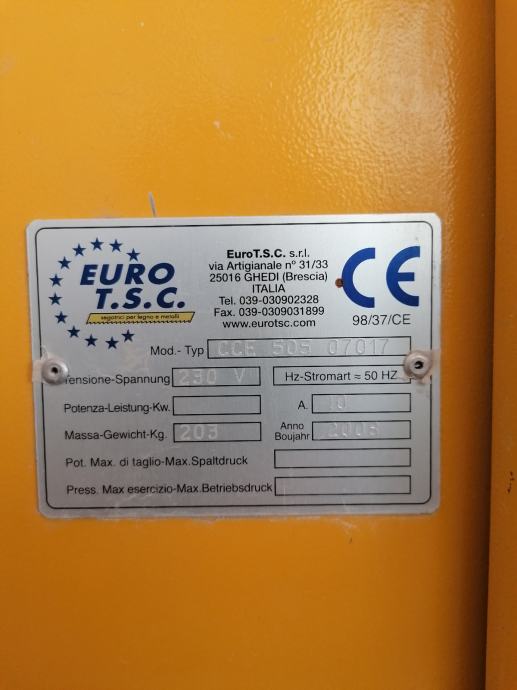 EURO
T.S.C.
segatrici per legno e metalli
EuroT.S.C. s.r.l.
via Artigianale n° 31/33
25016 GHEDI (Brescia)
ITALIA
Tel. 039-030902328
Fax. 039-0309031899
www.eurotsc.com
CE
98/37/CE
Mod.- Typ CCE 505 07017
Tensione-Spannung 230 V Hz-Stromart ≈ 50 HZ
Potenza-Leistung-Kw. A. 10
Massa-Gewicht-Kg. 203 Anno Boujahr
Pot. Max. di taglio-Max.Spaltdruck
Press. Max esercizio-Max.Betriebsdruck